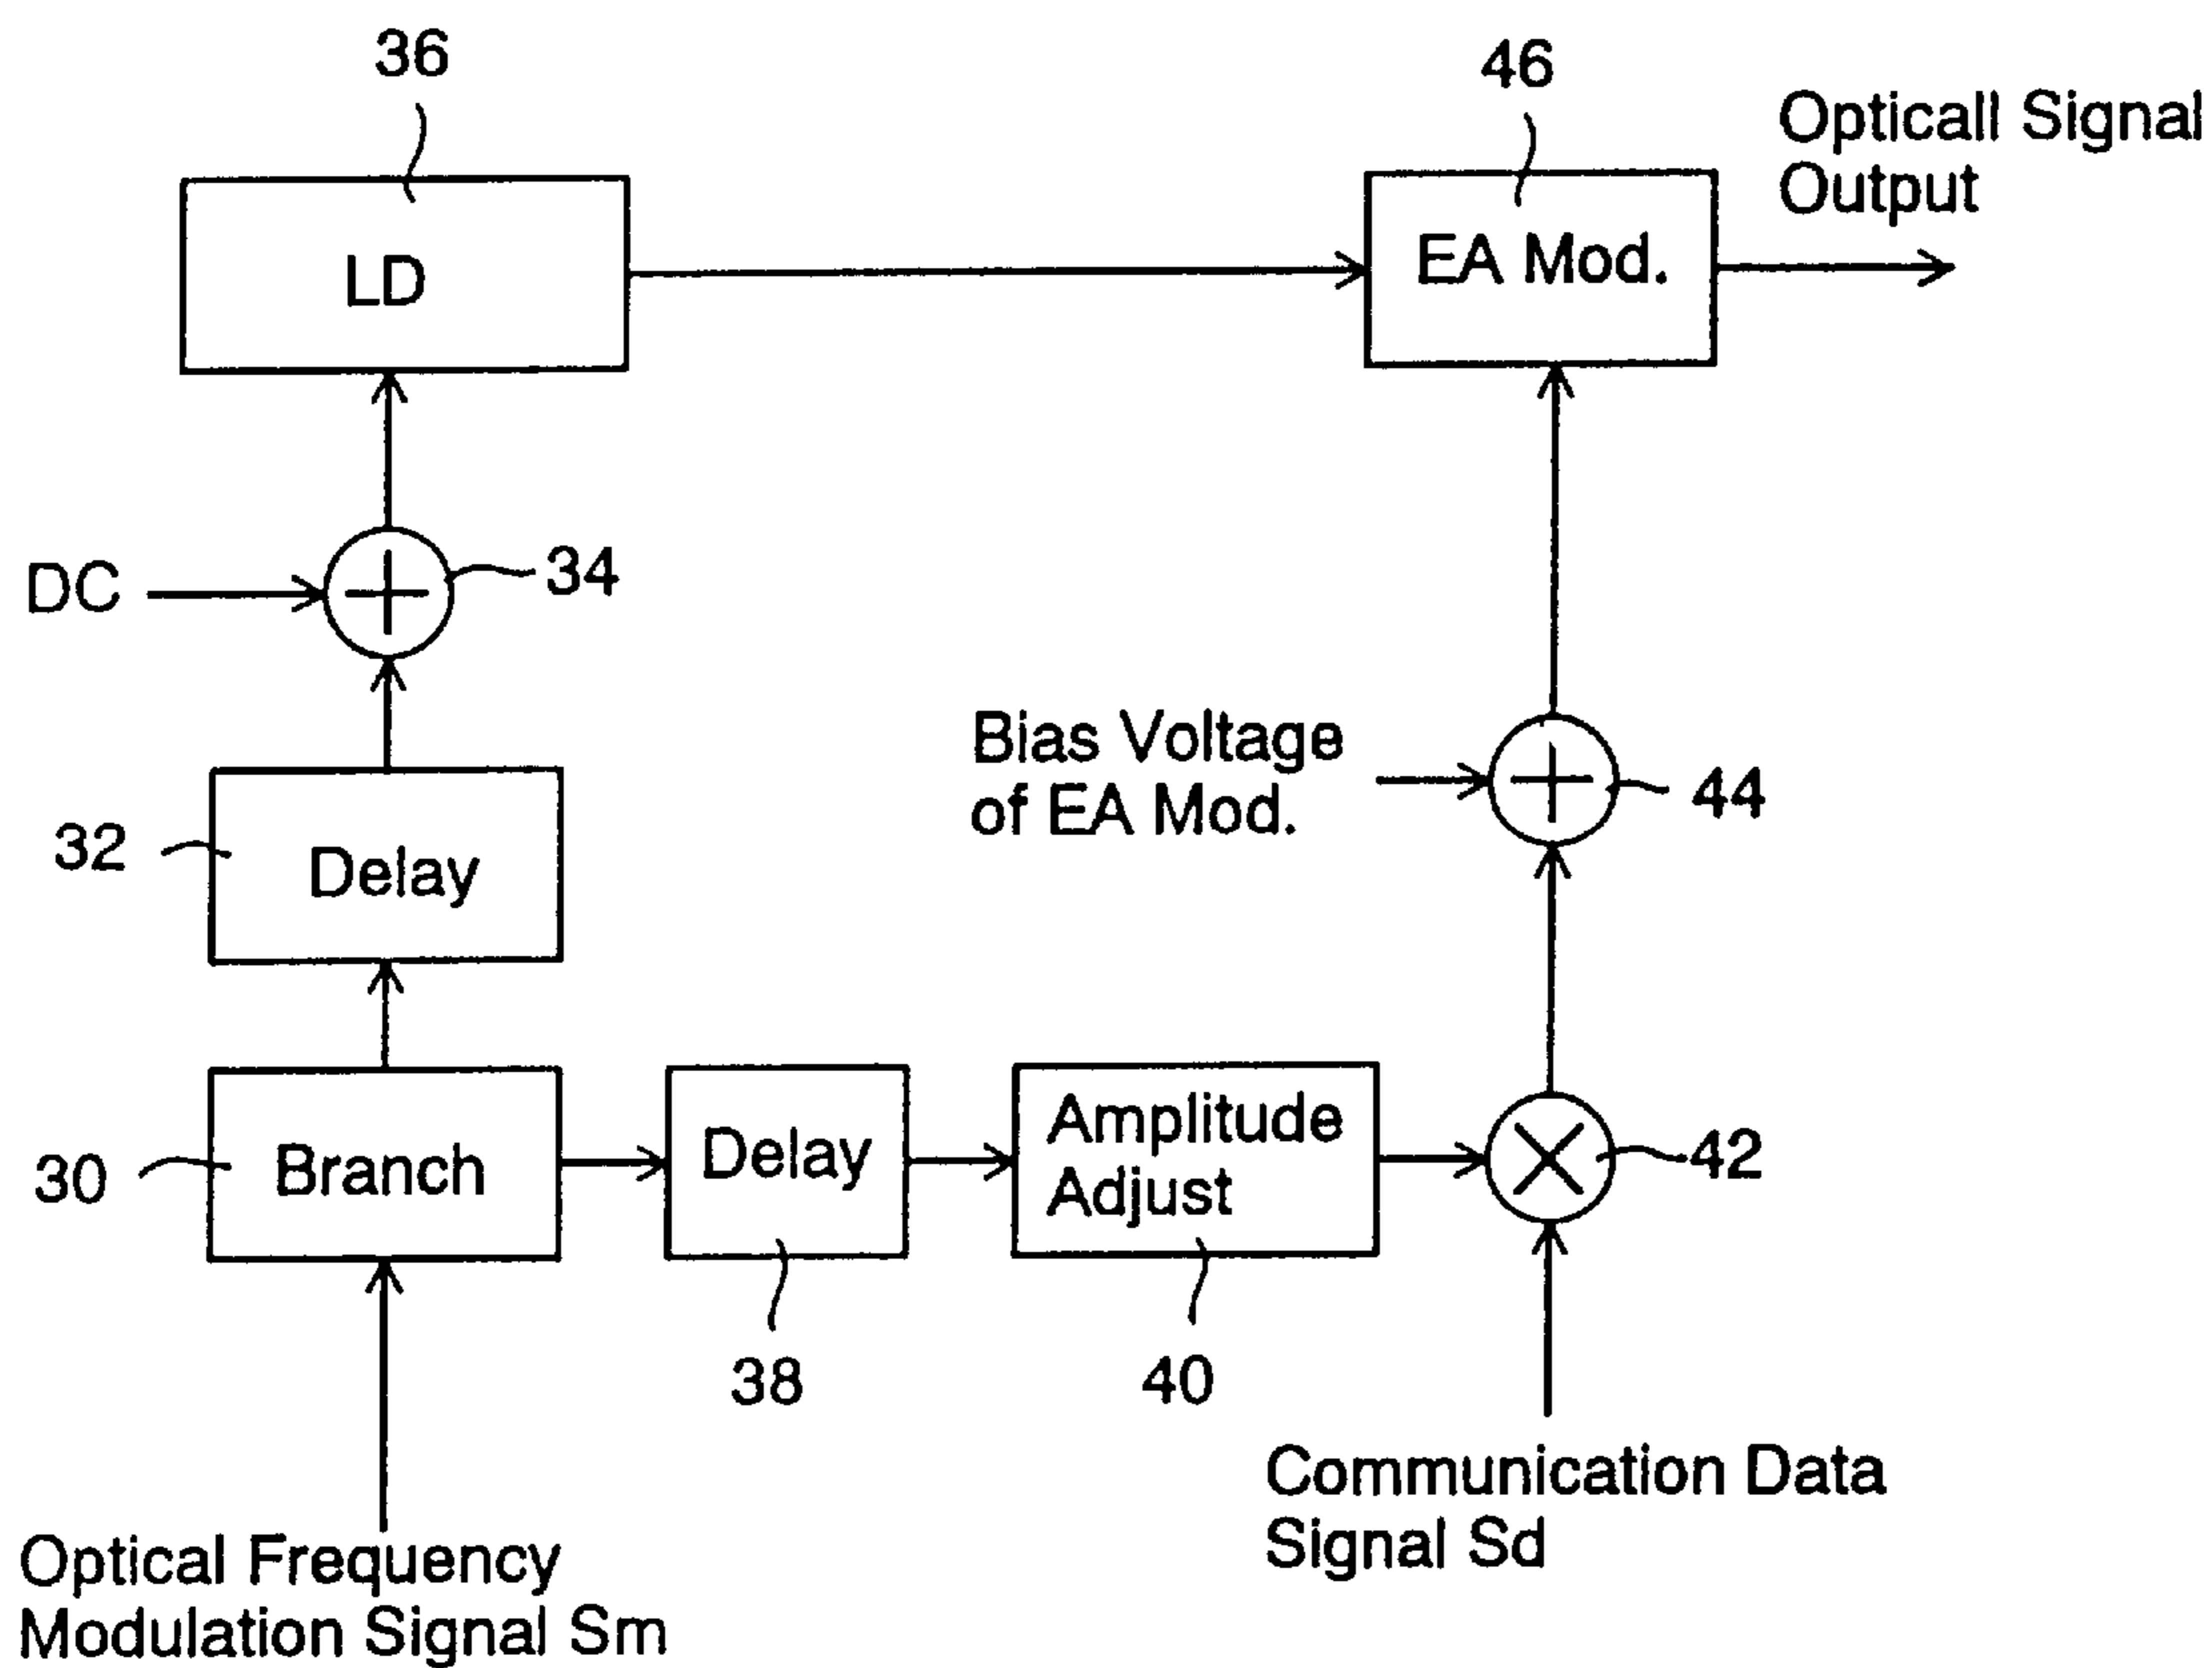 36
46
Opticall Signal
Output
LD
EA Mod.
DC
34
Bias Voltage
of EA Mod.
44
32
Delay
30
Branch
Delay
Amplitude
Adjust
42
38
40
Communication Data
Signal Sd
Optical Frequency
Modulation Signal Sm